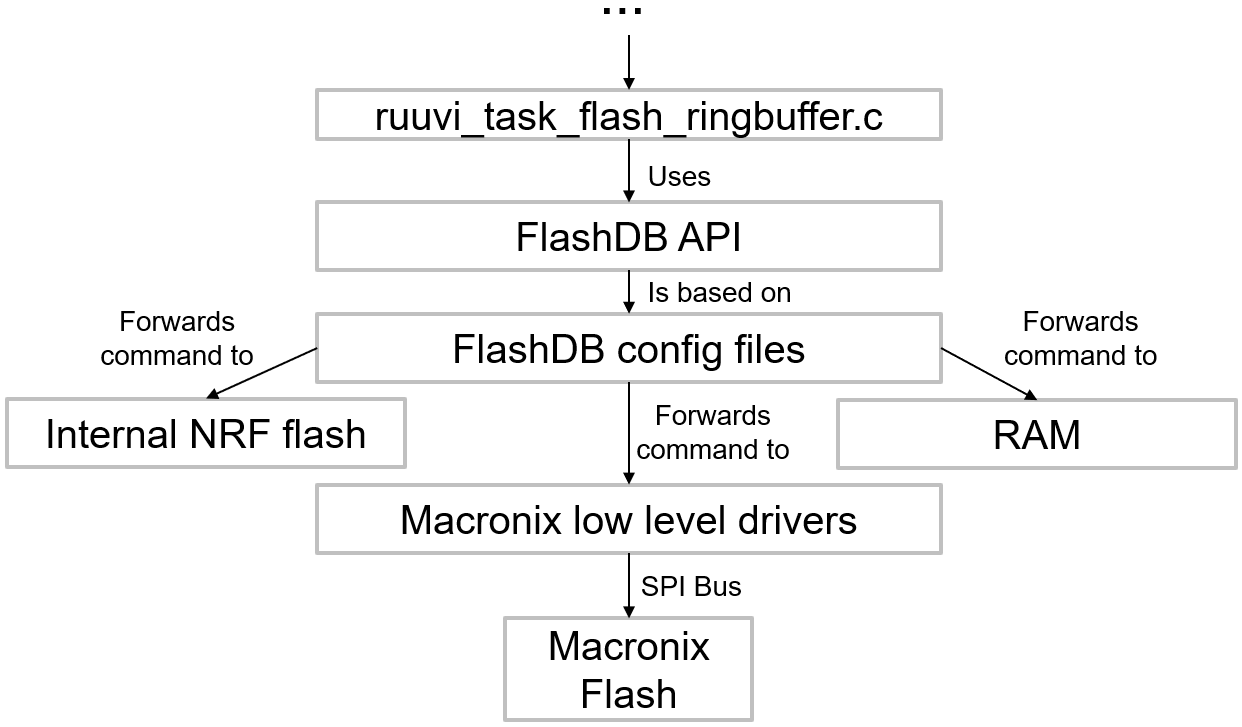 ...
ruuvi_task_flash_ringbuffer.c
Uses
FlashDB API
Is based on
Forwards
command to
FlashDB config files
Forwards
command to
Internal NRF flash
Forwards
command to
RAM
Macronix low level drivers
SPI Bus
Macronix
Flash